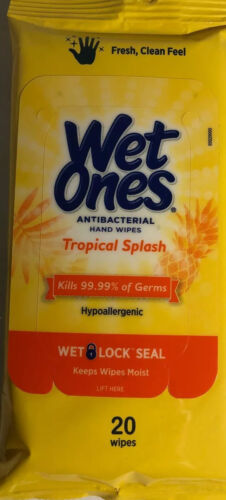 Fresh, Clean Feel
Wet
Ones®
ANTIBACTERIAL
HAND WIPES
Tropical Splash
Kills 99.99% of Germs
Hypoallergenic
WET LOCK™ SEAL
Keeps Wipes Moist
LIFT HERE
20
wipes